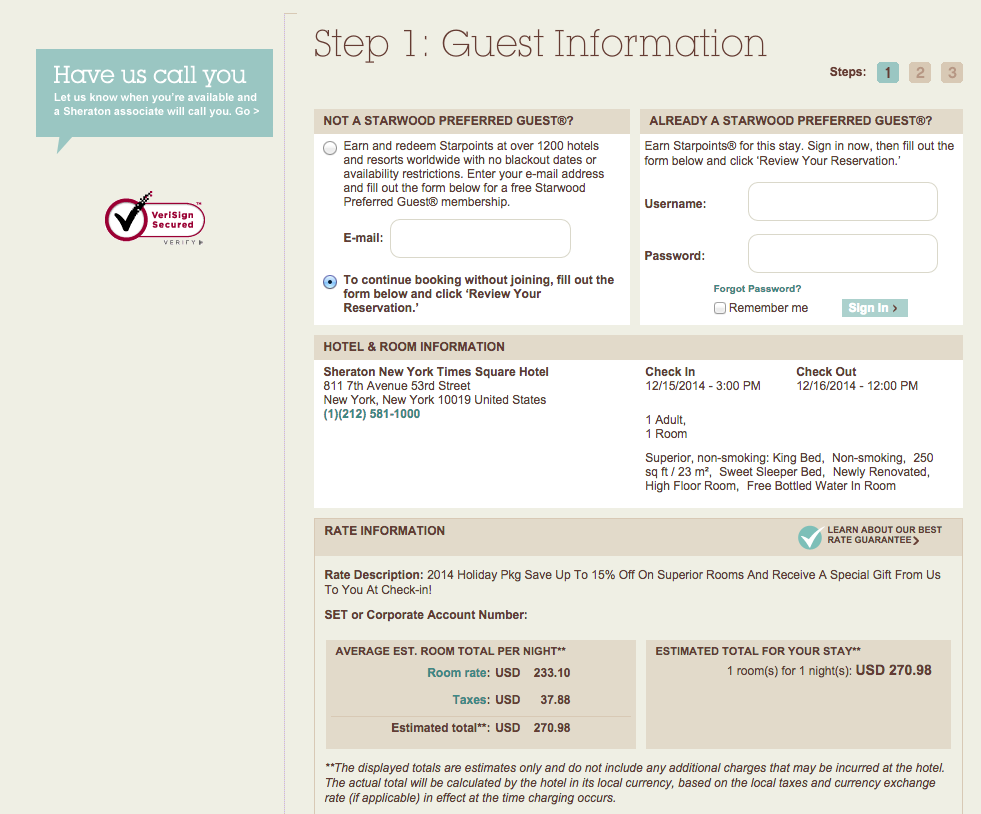 Step 1: Guest Information
Steps: 1 2 3
Have us call you
Let us know when you're available and
a Sheraton associate will call you. Go >
VeriSign™
Secured
VERIFY
NOT A STARWOOD PREFERRED GUEST®?
Earn and redeem Starpoints at over 1200 hotels
and resorts worldwide with no blackout dates or
availability restrictions. Enter your e-mail address
and fill out the form below for a free Starwood
Preferred Guest® membership.
E-mail:
To continue booking without joining, fill out the
form below and click ‘Review Your
Reservation.’
ALREADY A STARWOOD PREFERRED GUEST®?
Earn Starpoints® for this stay. Sign in now, then fill out the
form below and click ‘Review Your Reservation.’
Username:
Password:
Forgot Password?
Remember me
Sign In >
HOTEL & ROOM INFORMATION
Sheraton New York Times Square Hotel
811 7th Avenue 53rd Street
New York, New York 10019 United States
(1)(212) 581-1000
Check In
12/15/2014 - 3:00 PM
Check Out
12/16/2014 - 12:00 PM
1 Adult,
1 Room
Superior, non-smoking: King Bed, Non-smoking, 250
sq ft / 23 m², Sweet Sleeper Bed, Newly Renovated,
High Floor Room, Free Bottled Water In Room
RATE INFORMATION
LEARN ABOUT OUR BEST
RATE GUARANTEE>
Rate Description: 2014 Holiday Pkg Save Up To 15% Off On Superior Rooms And Receive A Special Gift From Us
To You At Check-in!
SET or Corporate Account Number:
AVERAGE EST. ROOM TOTAL PER NIGHT**
Room rate: USD 233.10
Taxes: USD 37.88
Estimated total**: USD 270.98
ESTIMATED TOTAL FOR YOUR STAY**
1 room(s) for 1 night(s): USD 270.98
**The displayed totals are estimates only and do not include any additional charges that may be incurred at the hotel.
The actual total will be calculated by the hotel in its local currency, based on the local taxes and currency exchange
rate (if applicable) in effect at the time charging occurs.